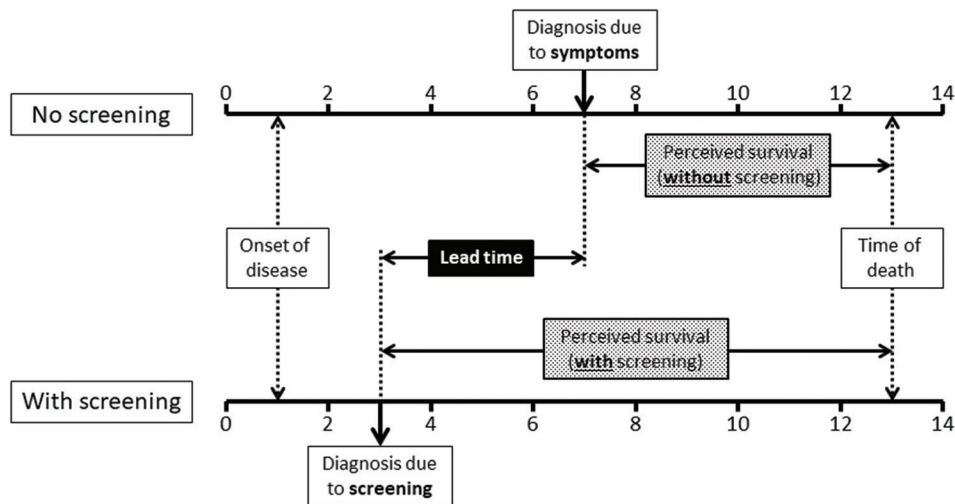 Diagnosis due
to symptoms
No screening
0 2 4 6 8 10 12 14
Perceived survival
(without screening)
Onset of
disease
Lead time
Time of
death
Perceived survival
(with screening)
With screening
0 2 4 6 8 10 12 14
Diagnosis due
to screening